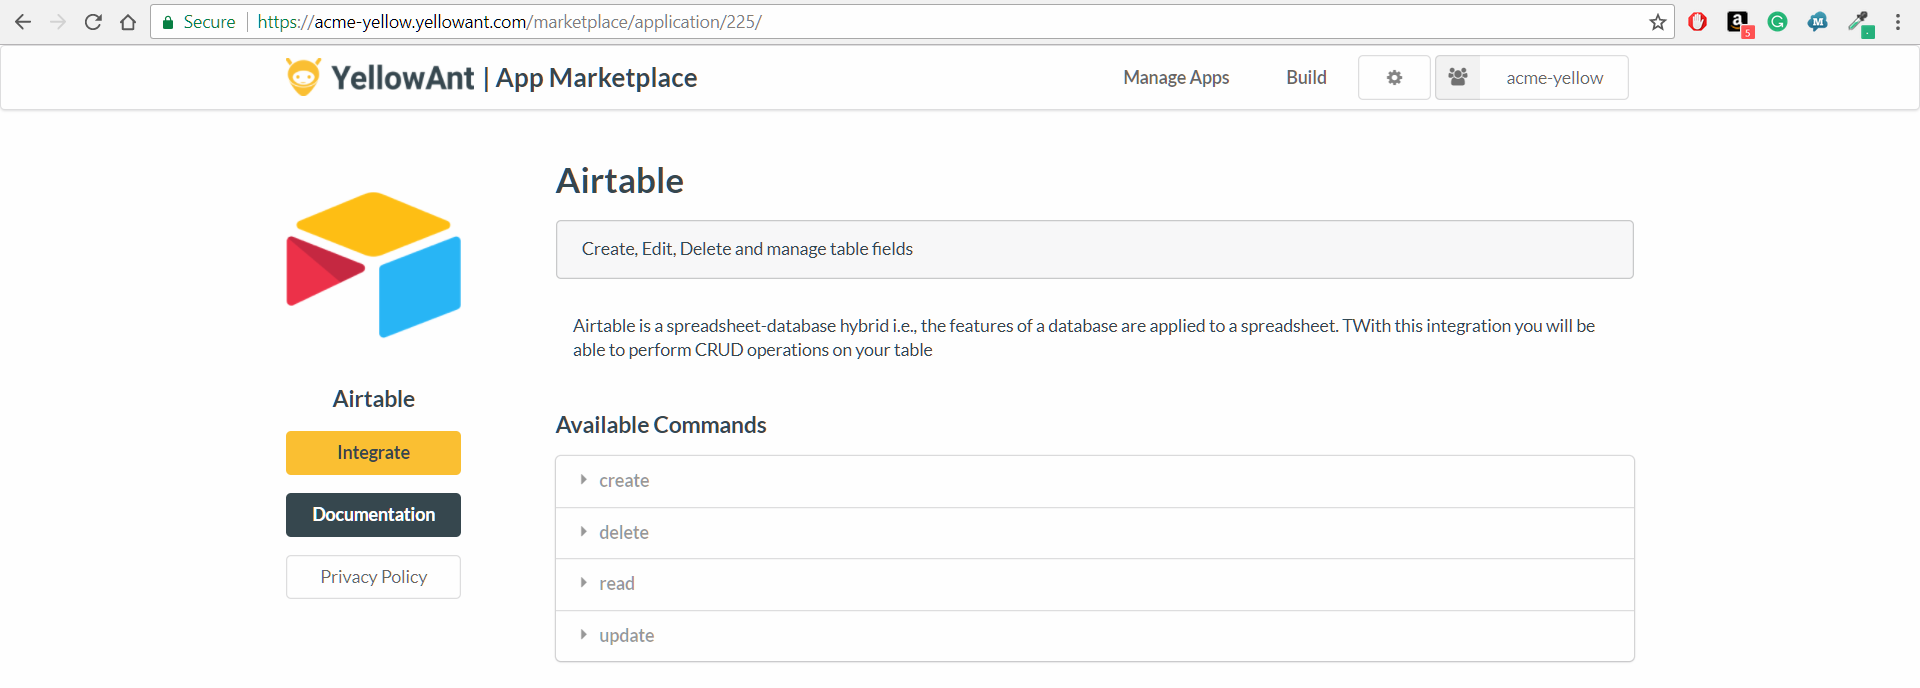 Secure https://acme-yellow.yellowant.com/marketplace/application/225/
a
5
G
M
YellowAnt | App Marketplace
Manage Apps
Build
acme-yellow
Airtable
Create, Edit, Delete and manage table fields
Airtable is a spreadsheet-database hybrid i.e., the features of a database are applied to a spreadsheet. TWith this integration you will be
able to perform CRUD operations on your table
Airtable
Integrate
Documentation
Privacy Policy
Available Commands
create
delete
read
update